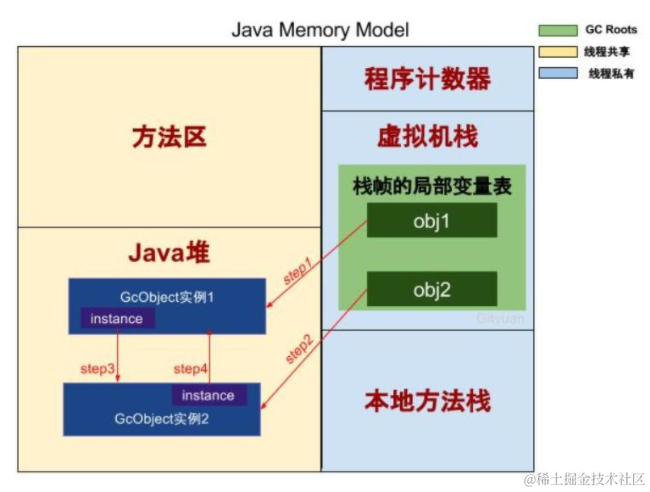 Java Memory Model
GC Roots
线程共享
线程私有
程序计数器
方法区
虚拟机栈
栈帧的局部变量表
obj1
obj2
Gityuan
Java堆
step1
GcObject实例1
instance
step2
step3
step4
instance
GcObject实例2
本地方法栈
@稀土掘金技术社区